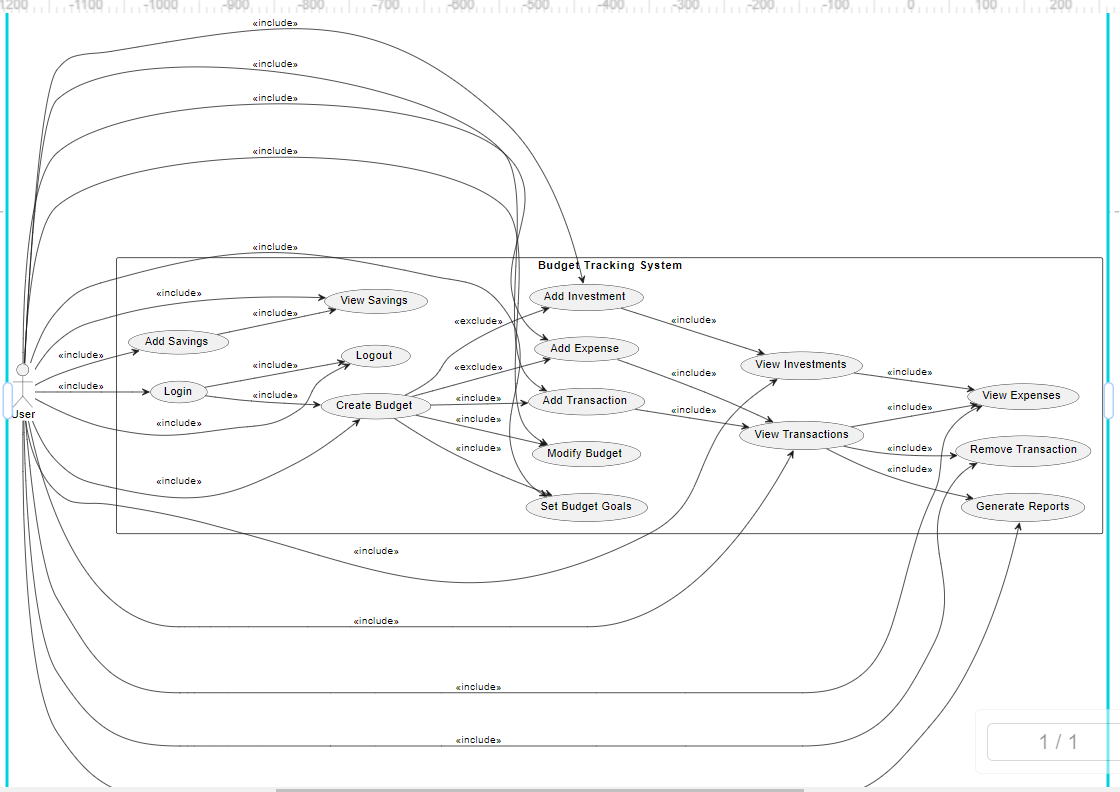 1200 -1100 -1000 -900 -800 -700 -600 -500 -400 -300 -200 -100 0 100 200
«include»
«include»
«include»
«include»
«include»
Budget Tracking System
«include»
View Savings
Add Investment
«include»
«exclude»
«include»
Add Savings
Add Expense
«include»
Logout
View Investments
«include»
«exclude»
«include»
«include»
«include»
Login
«include»
Create Budget
«include»
Add Transaction
«include»
«include»
View Expenses
User
«include»
«include»
View Transactions
«include»
«include»
Modify Budget
Remove Transaction
«include»
«include»
Set Budget Goals
Generate Reports
«include»
«include»
«include»
«include»
1 / 1